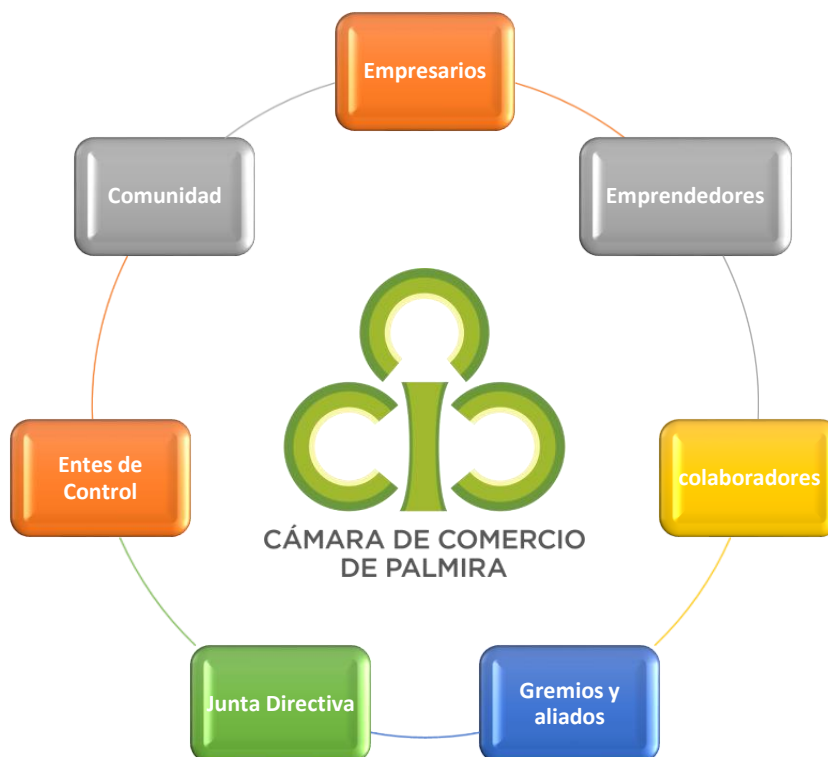 Empresarios
Emprendedores
colaboradores
Gremios y
aliados
Junta Directiva
Entes de
Control
Comunidad
CÁMARA DE COMERCIO
DE PALMIRA